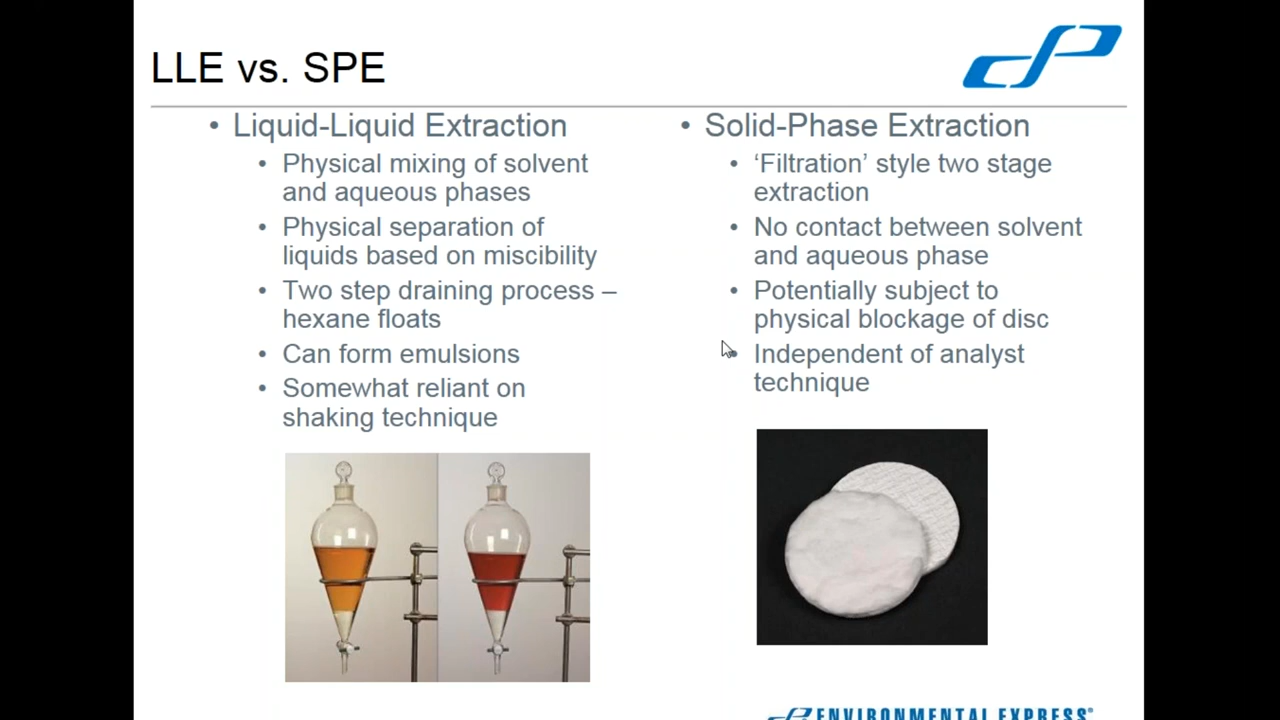 LLE vs. SPE
• Liquid-Liquid Extraction
• Physical mixing of solvent
and aqueous phases
• Physical separation of
liquids based on miscibility
• Two step draining process –
hexane floats
• Can form emulsions
• Somewhat reliant on
shaking technique
• Solid-Phase Extraction
• ‘Filtration’ style two stage
extraction
• No contact between solvent
and aqueous phase
• Potentially subject to
physical blockage of disc
• Independent of analyst
technique
ENVIRONMENTAL EXPRESS®